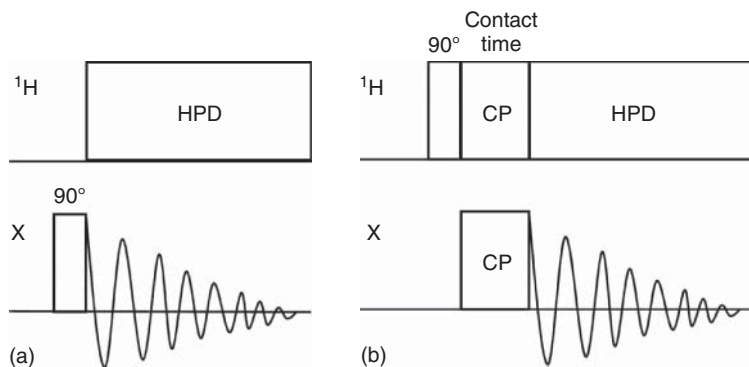 ¹H
HPD
90°
X
(a)
Contact
time
90°
¹H
CP
HPD
X
CP
(b)